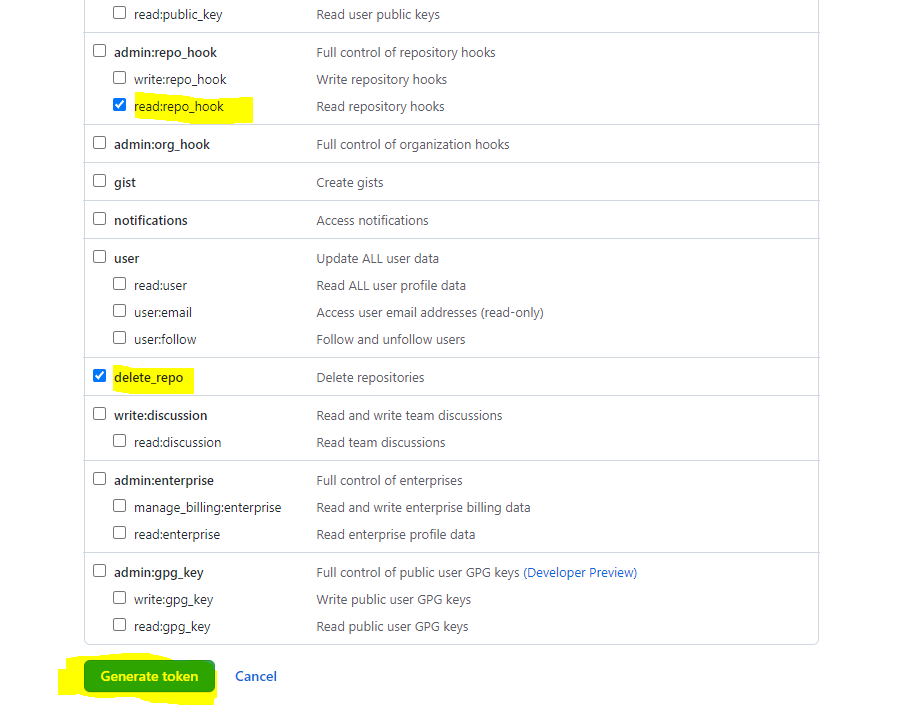 read:public_key Read user public keys
admin:repo_hook Full control of repository hooks
write:repo_hook Write repository hooks
read:repo_hook Read repository hooks
admin:org_hook Full control of organization hooks
gist Create gists
notifications Access notifications
user Update ALL user data
read:user Read ALL user profile data
user:email Access user email addresses (read-only)
user:follow Follow and unfollow users
delete_repo Delete repositories
write:discussion Read and write team discussions
read:discussion Read team discussions
admin:enterprise Full control of enterprises
manage_billing:enterprise Read and write enterprise billing data
read:enterprise Read enterprise profile data
admin:gpg_key Full control of public user GPG keys (Developer Preview)
write:gpg_key Write public user GPG keys
read:gpg_key Read public user GPG keys
Generate token Cancel